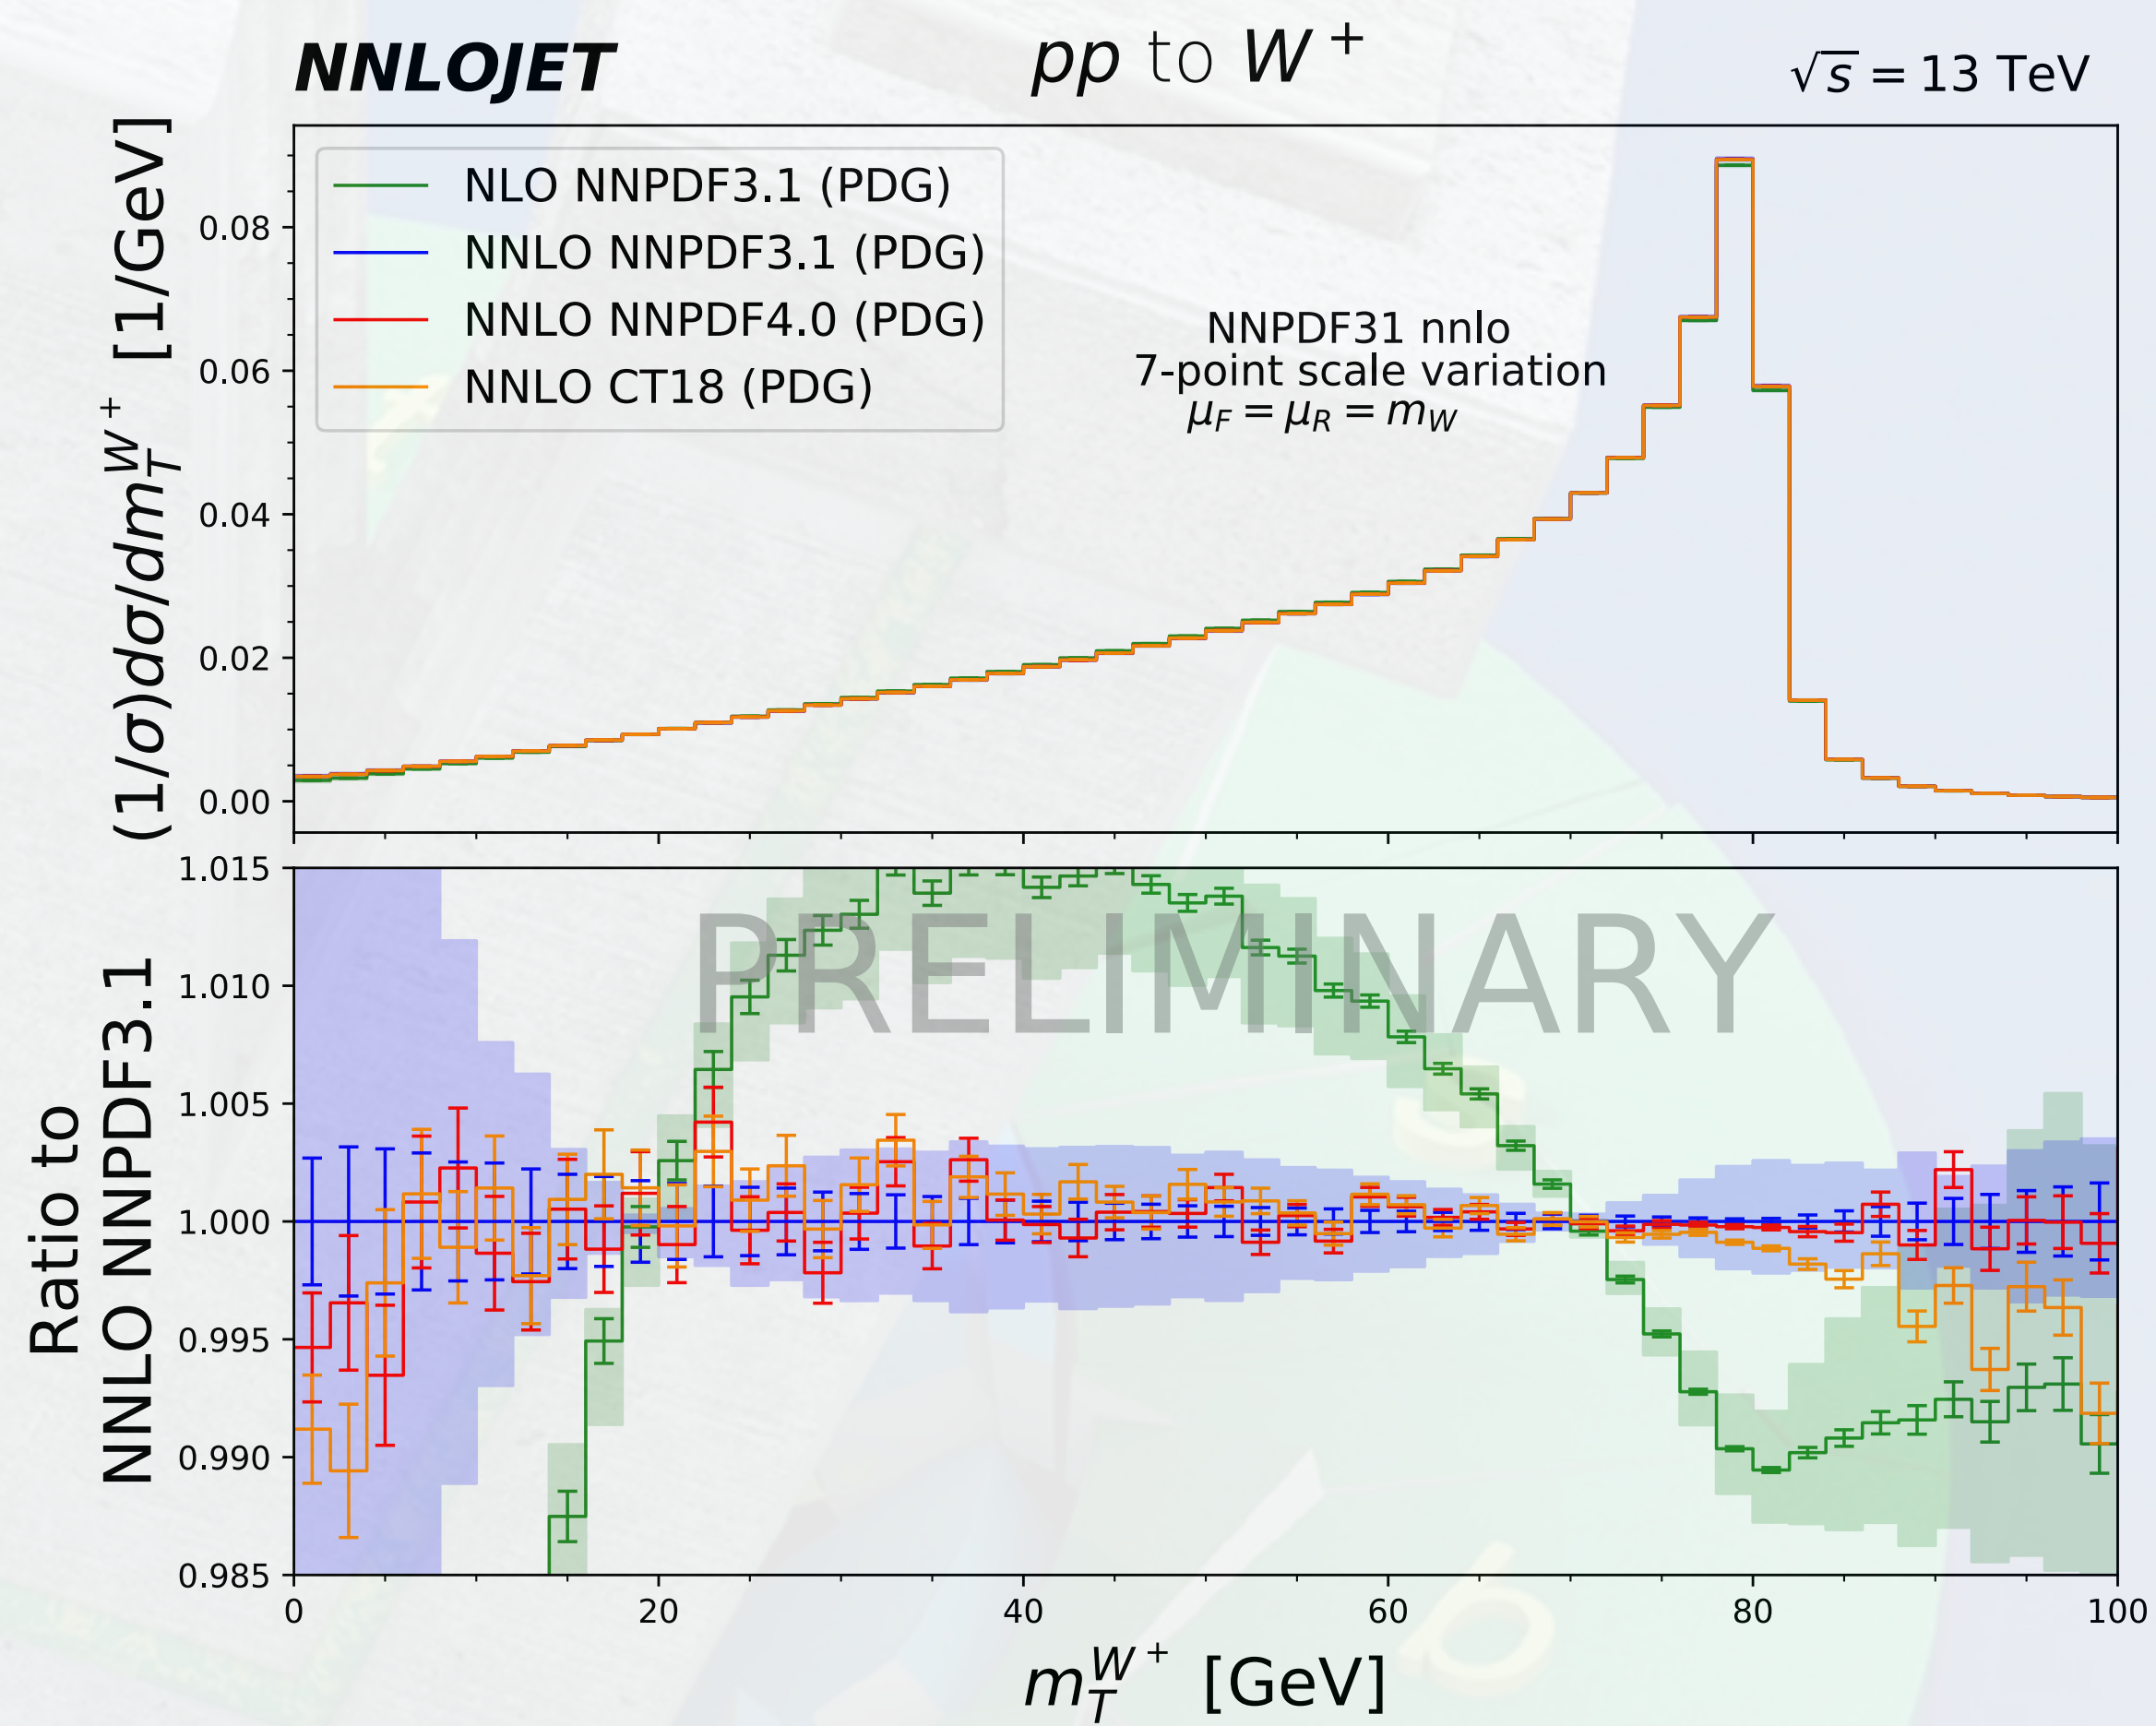 NNLOJET
pp to W⁺
√s = 13 TeV
(1/σ)dσ/dm_T^{W⁺} [1/GeV]
0.08
0.06
0.04
0.02
0.00
NLO NNPDF3.1 (PDG)
NNLO NNPDF3.1 (PDG)
NNLO NNPDF4.0 (PDG)
NNLO CT18 (PDG)
NNPDF31 nnlo
7-point scale variation
μ_F = μ_R = m_W
Ratio to
NNLO NNPDF3.1
1.015
1.010
1.005
1.000
0.995
0.990
0.985
PRELIMINARY
0 20 40 60 80 100
m_T^{W⁺} [GeV]